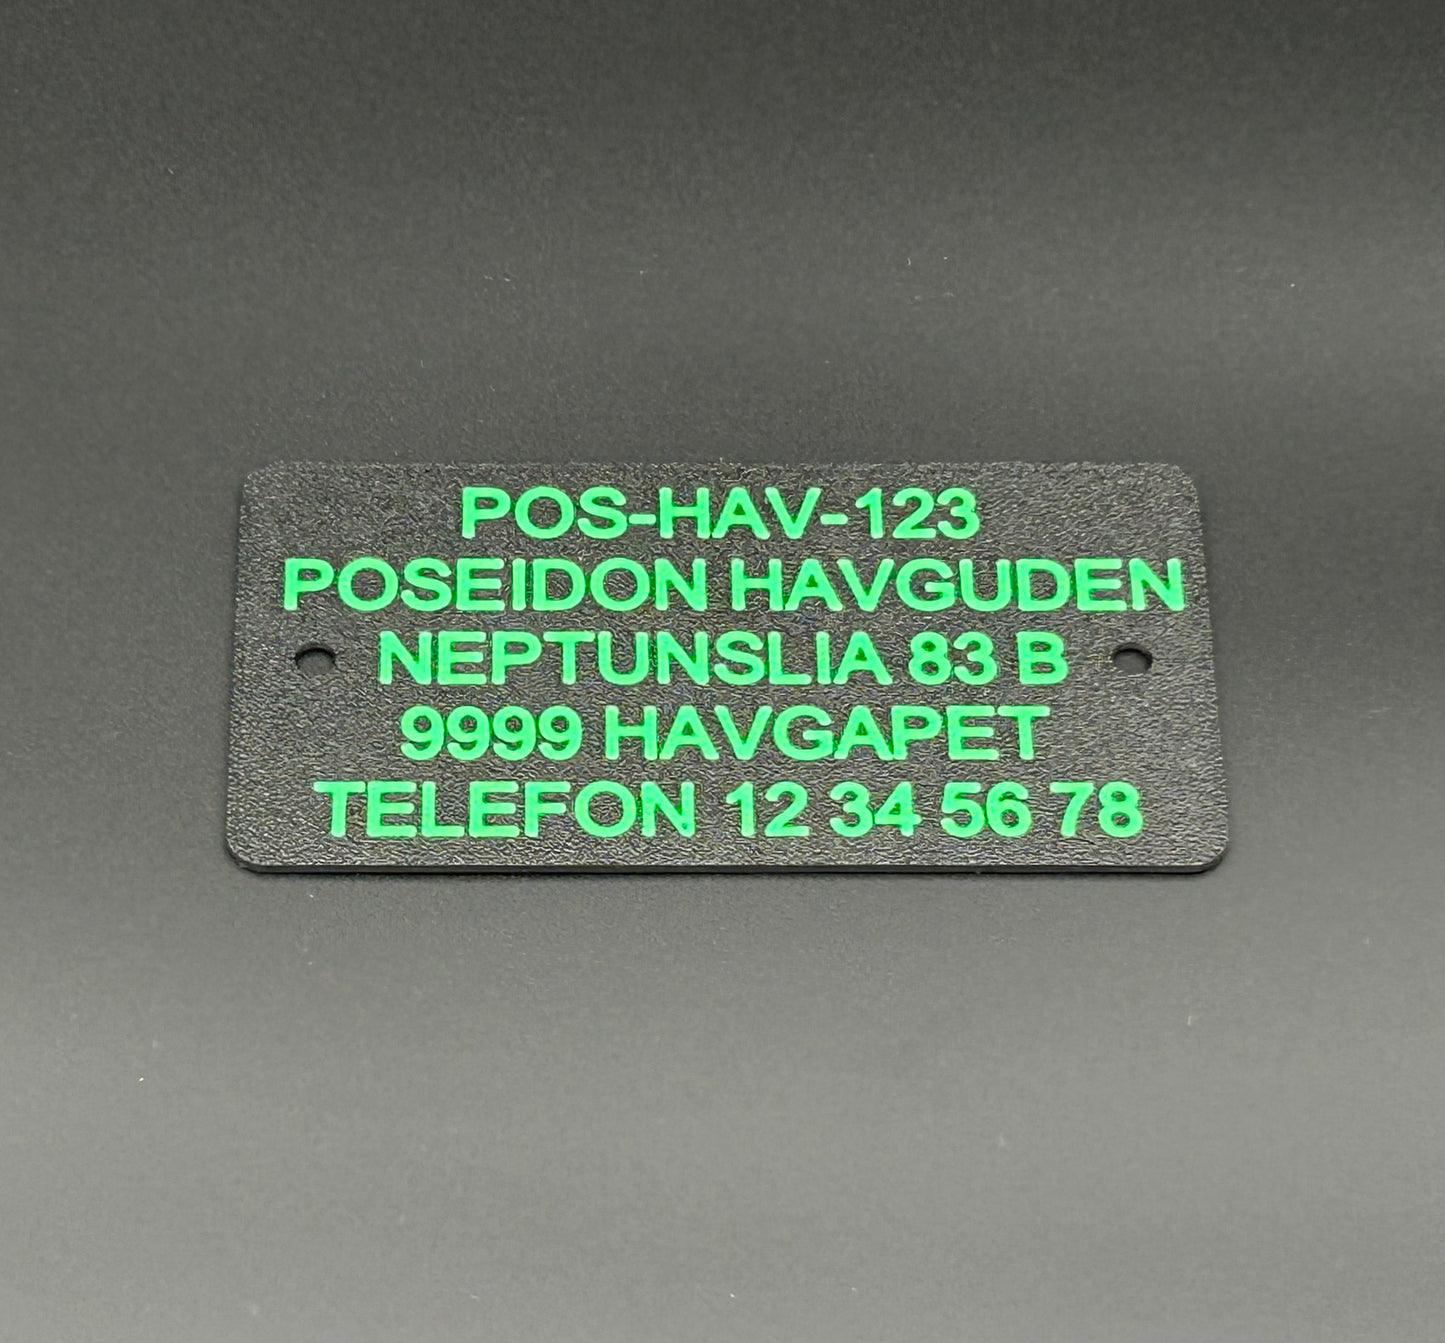 POS-HAV-123
POSEIDON HAVGUDEN
NEPTUNSLIA 83 B
9999 HAVGAPET
TELEFON 12 34 56 78